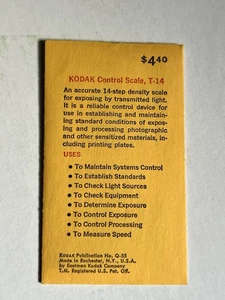 $4.40
KODAK Control Scale, T-14
An accurate 14-step density scale
for exposing by transmitted light.
It is a reliable control device for
use in establishing and maintain-
ing standard conditions of expos-
ing and processing photographic
and other sensitized materials, in-
cluding printing plates.
USES
• To Maintain Systems Control
• To Establish Standards
• To Check Light Sources
• To Check Equipment
• To Determine Exposure
• To Control Exposure
• To Control Processing
• To Measure Speed
KODAK Publication No. Q-55
Made in Rochester, N.Y., U.S.A.
by Eastman Kodak Company
T.M. Registered U.S. Pat. Off.